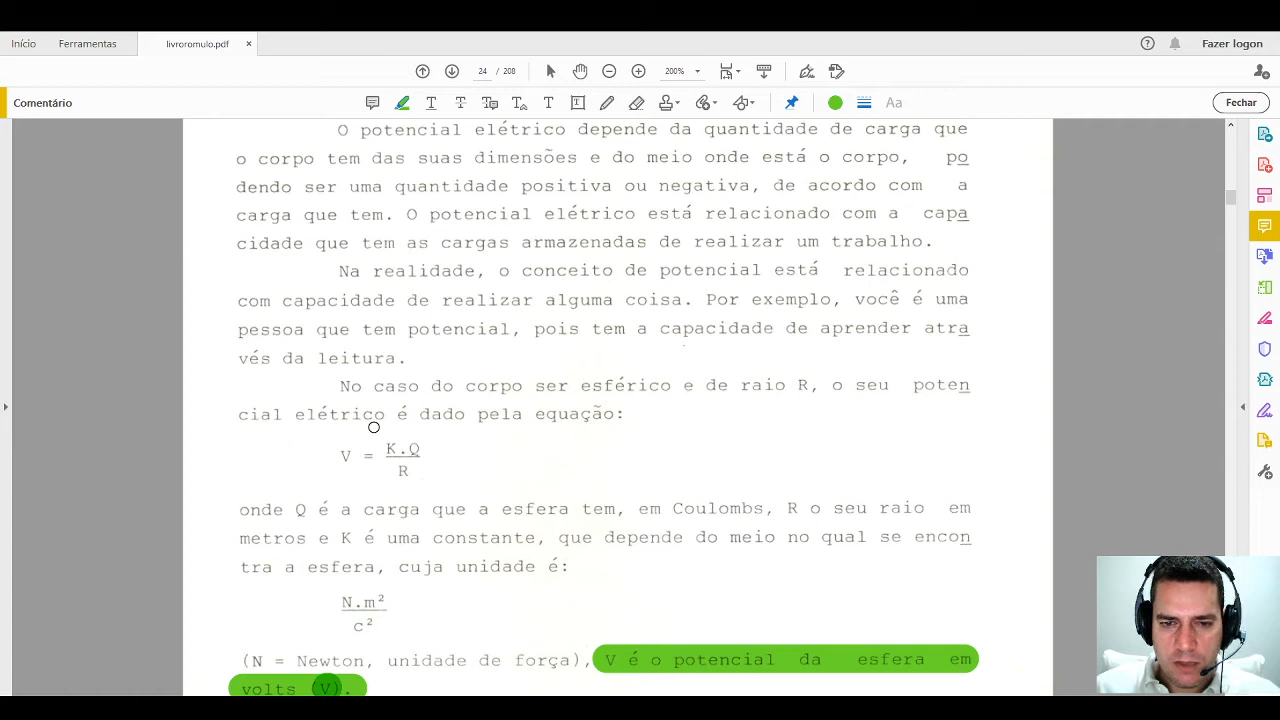 Início Ferramentas livroromulo.pdf × Fazer logon
24 / 208 200%
Comentário Aa Fechar
O potencial elétrico depende da quantidade de carga que
o corpo tem das suas dimensões e do meio onde está o corpo, po
dendo ser uma quantidade positiva ou negativa, de acordo com a
carga que tem. O potencial elétrico está relacionado com a capa
cidade que tem as cargas armazenadas de realizar um trabalho.
Na realidade, o conceito de potencial está relacionado
com capacidade de realizar alguma coisa. Por exemplo, você é uma
pessoa que tem potencial, pois tem a capacidade de aprender atra
vés da leitura.
No caso do corpo ser esférico e de raio R, o seu poten
cial elétrico é dado pela equação:
V = K.Q
R
onde Q é a carga que a esfera tem, em Coulombs, R o seu raio em
metros e K é uma constante, que depende do meio no qual se encon
tra a esfera, cuja unidade é:
N.m²
c²
(N = Newton, unidade de força), V é o potencial da esfera em
volts (V).